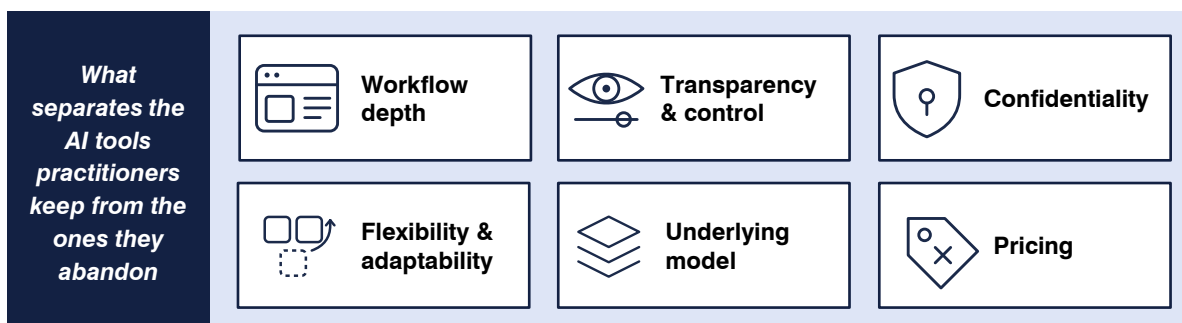 What
separates the
AI tools
practitioners
keep from the
ones they
abandon
Workflow
depth
Transparency
& control
Confidentiality
Flexibility &
adaptability
Underlying
model
Pricing